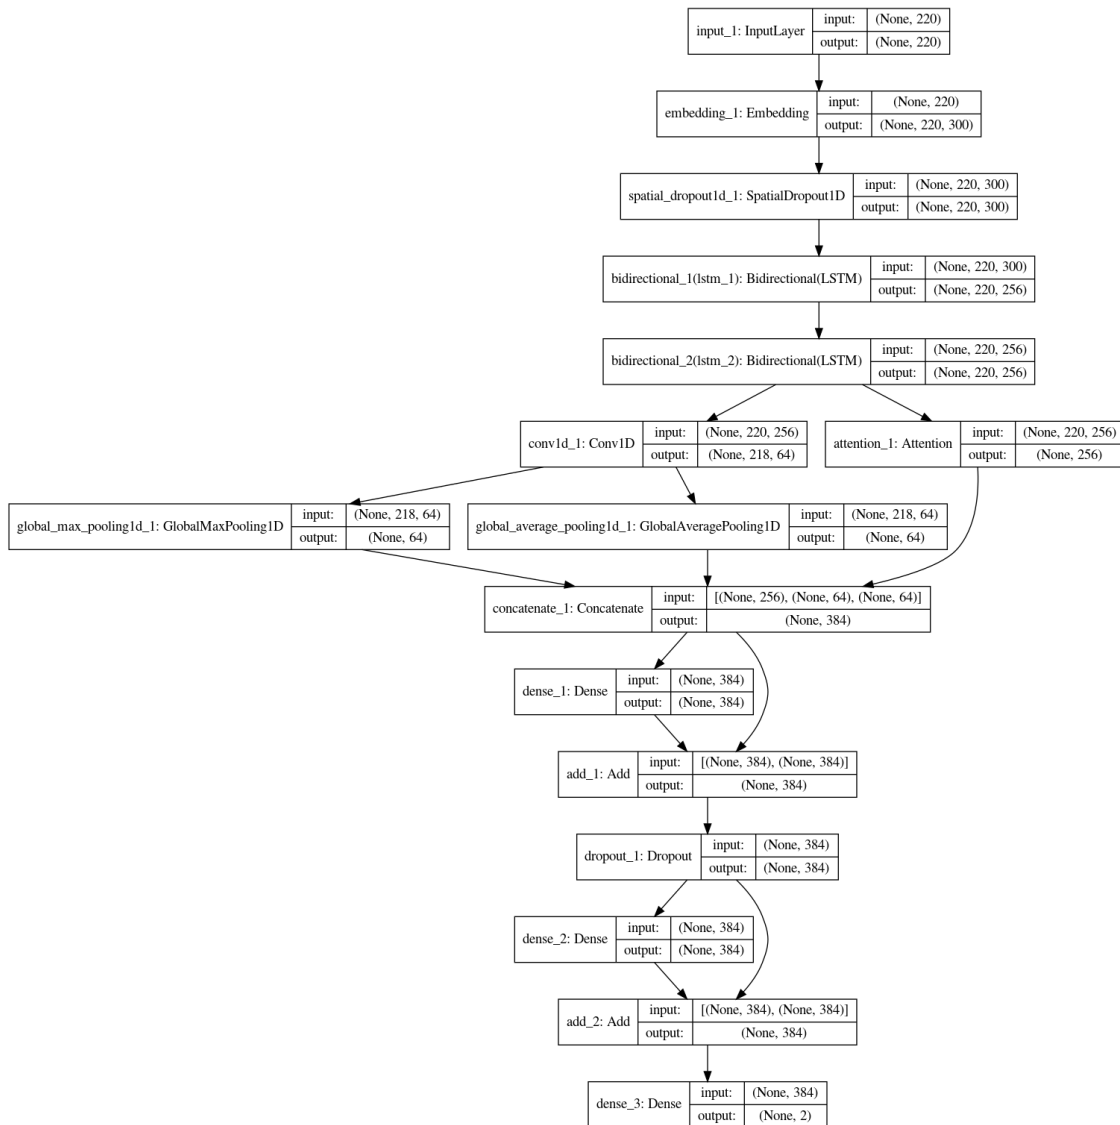 input_1: InputLayer
input: (None, 220)
output: (None, 220)
embedding_1: Embedding
input: (None, 220)
output: (None, 220, 300)
spatial_dropout1d_1: SpatialDropout1D
input: (None, 220, 300)
output: (None, 220, 300)
bidirectional_1(lstm_1): Bidirectional(LSTM)
input: (None, 220, 300)
output: (None, 220, 256)
bidirectional_2(lstm_2): Bidirectional(LSTM)
input: (None, 220, 256)
output: (None, 220, 256)
conv1d_1: Conv1D
input: (None, 220, 256)
output: (None, 218, 64)
attention_1: Attention
input: (None, 220, 256)
output: (None, 256)
global_max_pooling1d_1: GlobalMaxPooling1D
input: (None, 218, 64)
output: (None, 64)
global_average_pooling1d_1: GlobalAveragePooling1D
input: (None, 218, 64)
output: (None, 64)
concatenate_1: Concatenate
input: [(None, 256), (None, 64), (None, 64)]
output: (None, 384)
dense_1: Dense
input: (None, 384)
output: (None, 384)
add_1: Add
input: [(None, 384), (None, 384)]
output: (None, 384)
dropout_1: Dropout
input: (None, 384)
output: (None, 384)
dense_2: Dense
input: (None, 384)
output: (None, 384)
add_2: Add
input: [(None, 384), (None, 384)]
output: (None, 384)
dense_3: Dense
input: (None, 384)
output: (None, 2)